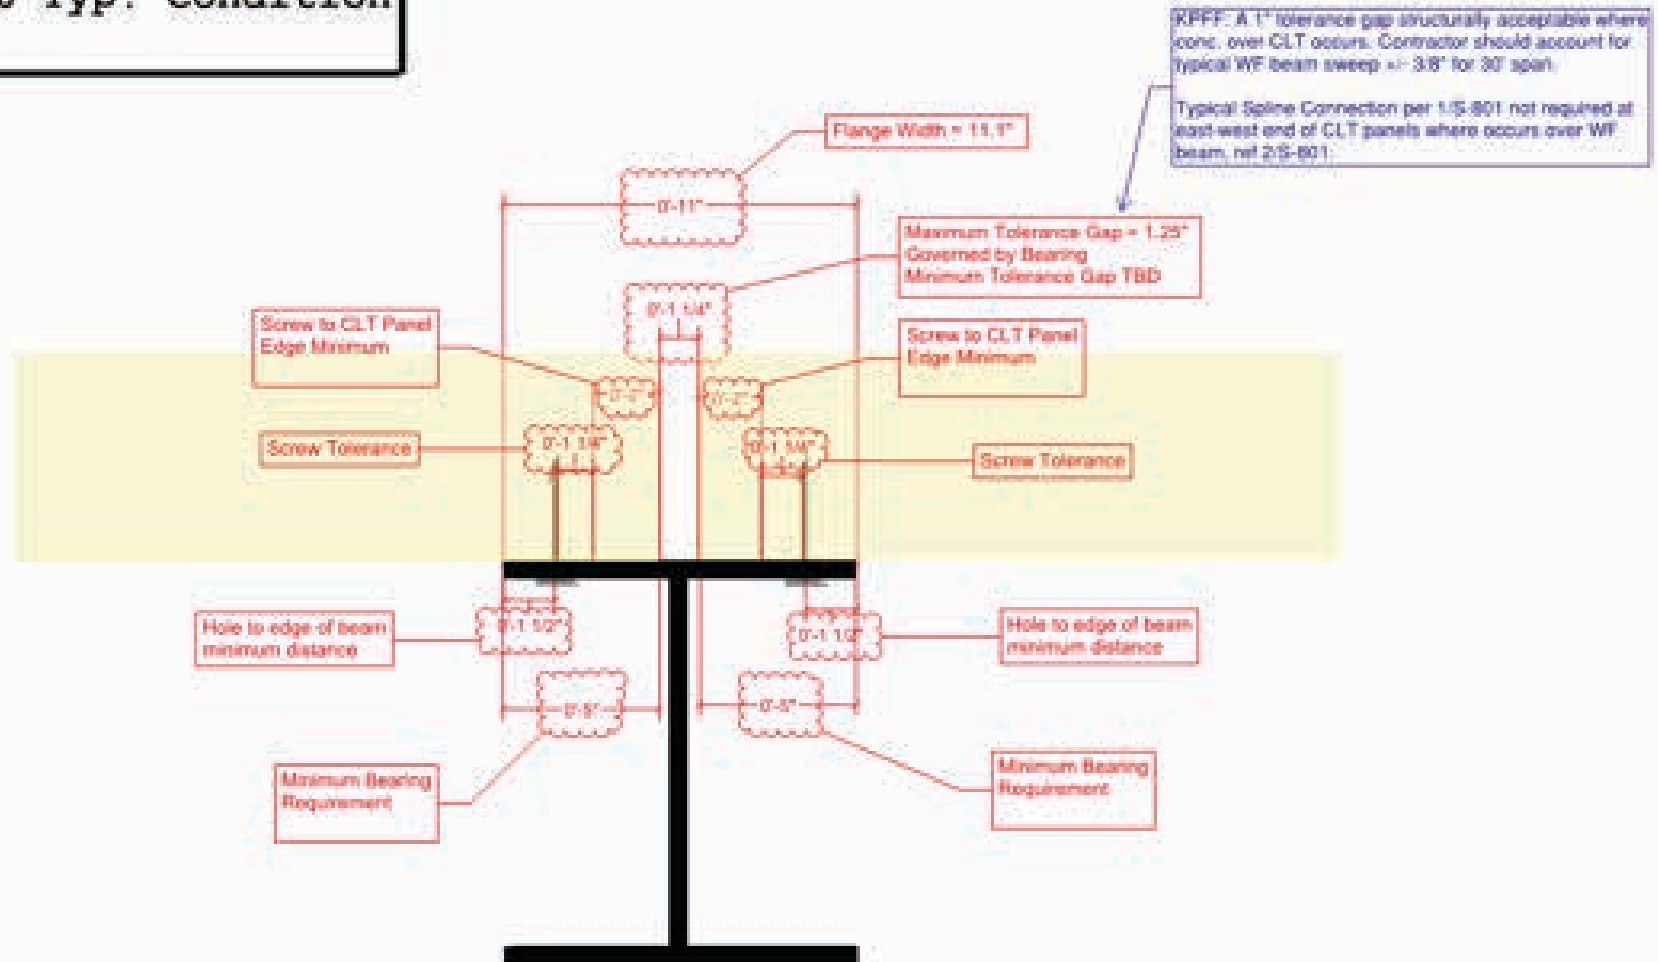 Typ. Condition
KPFF: A 1" tolerance gap structurally acceptable where
conc. over CLT occurs. Contractor should account for
typical WF beam sweep +/- 3/8" for 30' span.
Typical Spline Connection per 1/S-801 not required at
east-west end of CLT panels where occurs over WF
beam, ref 2/S-801.
Flange Width = 11.1"
0'-11"
Maximum Tolerance Gap = 1.25"
Governed by Bearing
Minimum Tolerance Gap TBD
0'-1 1/4"
Screw to CLT Panel
Edge Minimum
Screw to CLT Panel
Edge Minimum
0'-2"
0'-2"
Screw Tolerance
0'-1 1/4"
0'-1 1/4"
Screw Tolerance
Hole to edge of beam
minimum distance
0'-1 1/2"
0'-1 1/2"
Hole to edge of beam
minimum distance
0'-5"
0'-5"
Minimum Bearing
Requirement
Minimum Bearing
Requirement